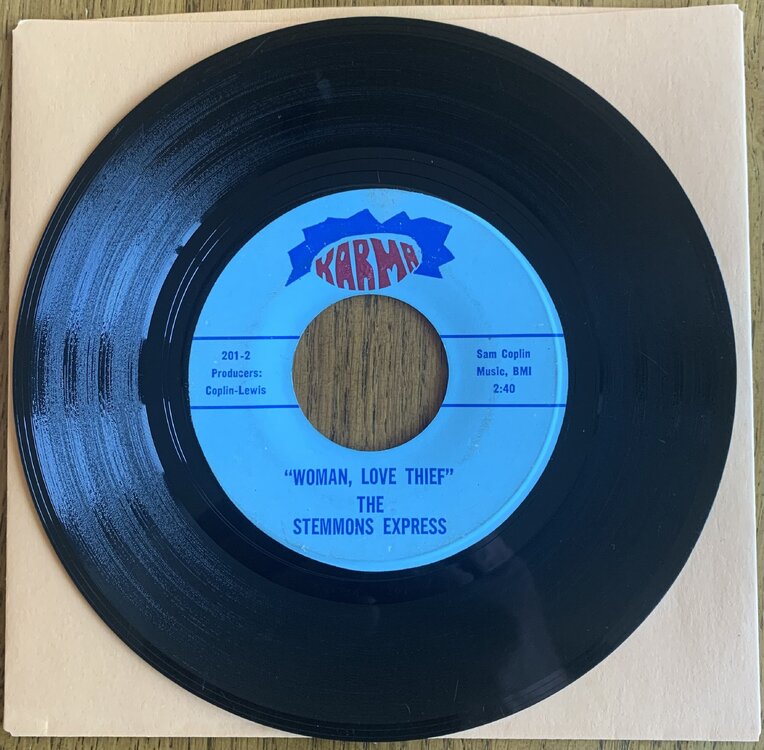 KARMA
201-2
Producers:
Coplin-Lewis
Sam Coplin
Music, BMI
2:40
"WOMAN, LOVE THIEF"
THE
STEMMONS EXPRESS